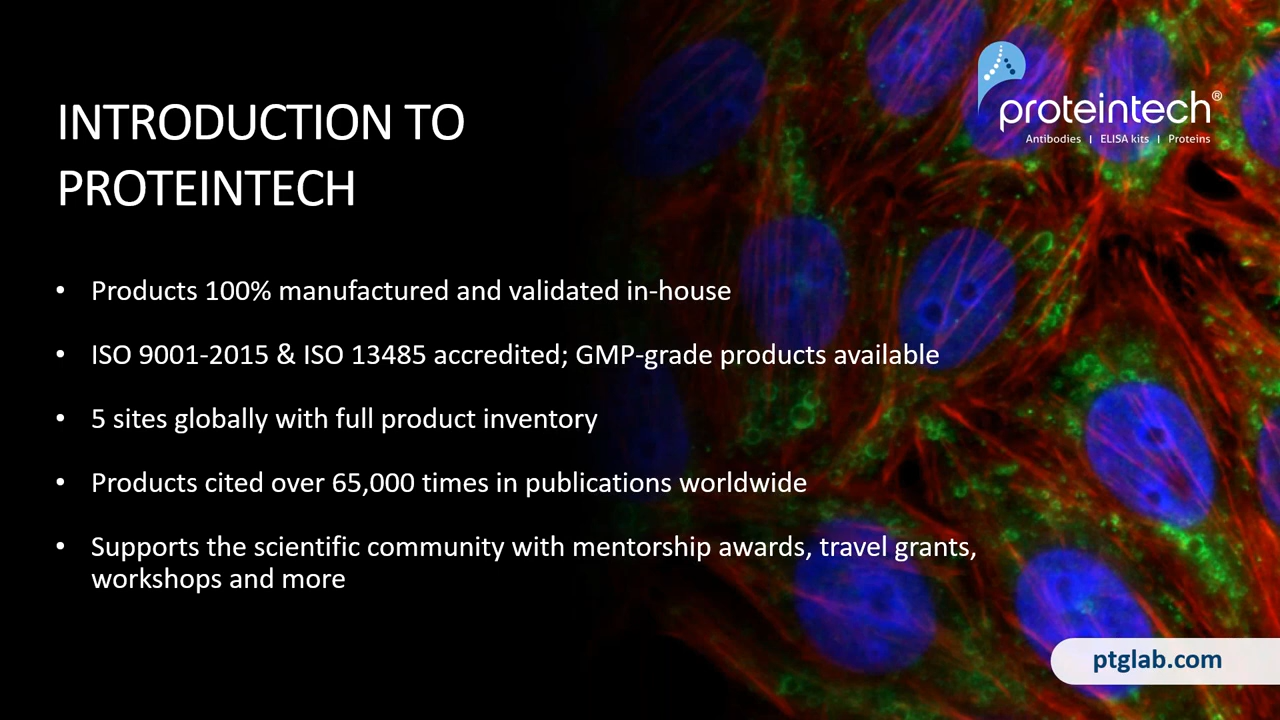 INTRODUCTION TO
PROTEINTECH
proteintech®
Antibodies | ELISA kits | Proteins
• Products 100% manufactured and validated in-house
• ISO 9001-2015 & ISO 13485 accredited; GMP-grade products available
• 5 sites globally with full product inventory
• Products cited over 65,000 times in publications worldwide
• Supports the scientific community with mentorship awards, travel grants,
workshops and more
ptglab.com